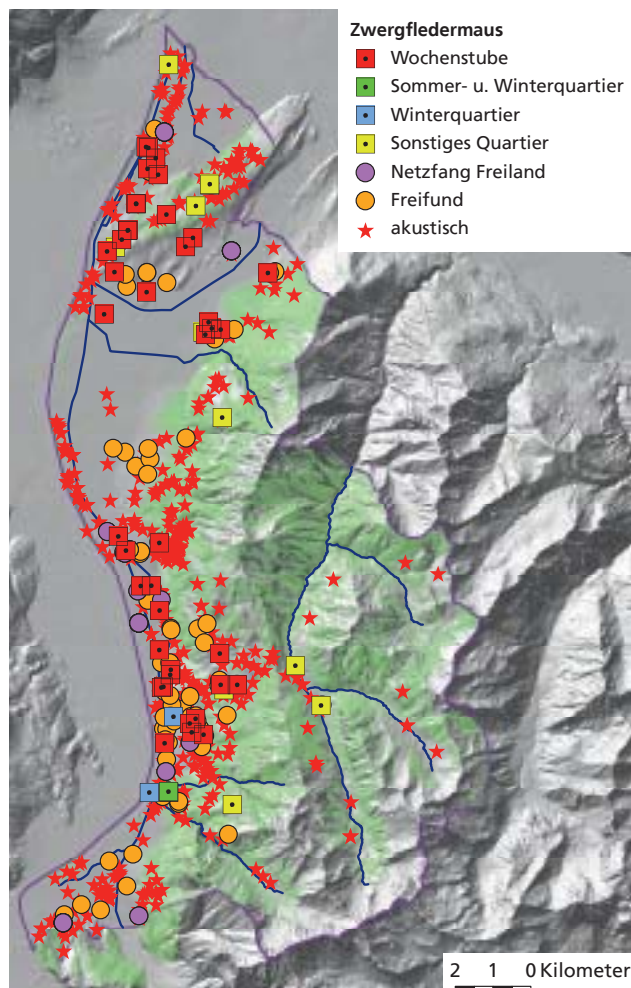 Zwergfledermaus
Wochenstube
Sommer- u. Winterquartier
Winterquartier
Sonstiges Quartier
Netzfang Freiland
Freifund
akustisch
2 1 0 Kilometer